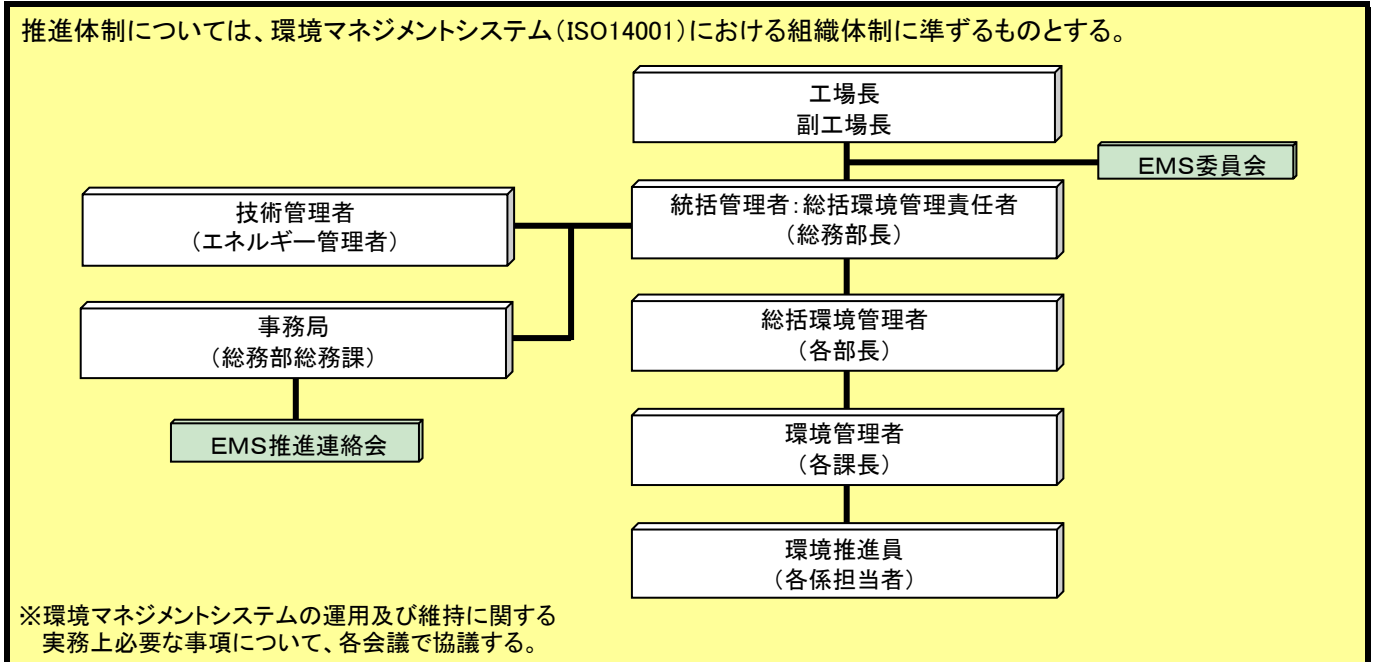 推進体制については、環境マネジメントシステム(ISO14001)における組織体制に準ずるものとする。
工場長
副工場長
EMS委員会
技術管理者
(エネルギー管理者)
統括管理者:総括環境管理責任者
(総務部長)
事務局
(総務部総務課)
総括環境管理者
(各部長)
EMS推進連絡会
環境管理者
(各課長)
環境推進員
(各係担当者)
※環境マネジメントシステムの運用及び維持に関する
実務上必要な事項について、各会議で協議する。